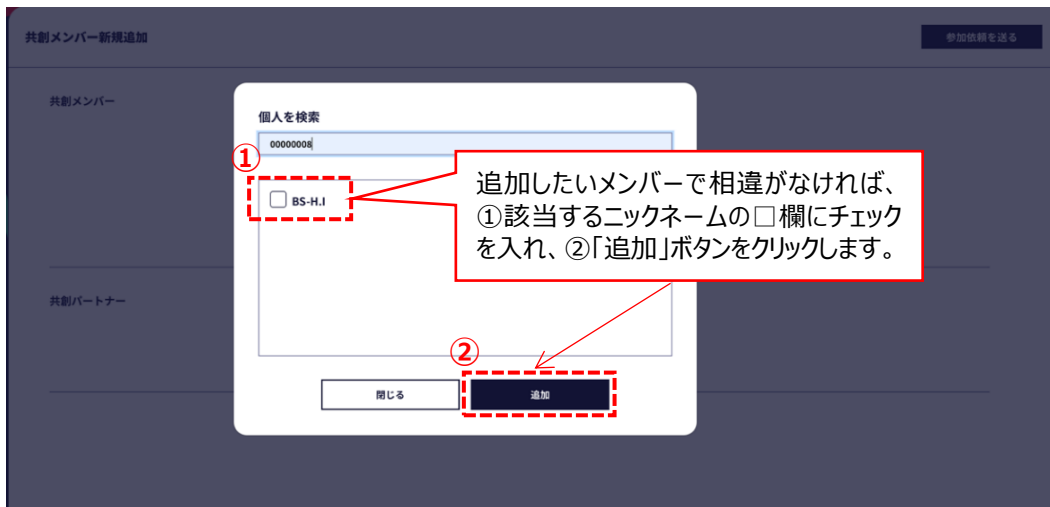 共創メンバー新規追加
参加依頼を送る
共創メンバー
個人を検索
00000008
①
BS-H.I
追加したいメンバーで相違がなければ、
①該当するニックネームの□欄にチェック
を入れ、②「追加」ボタンをクリックします。
共創パートナー
②
閉じる
追加